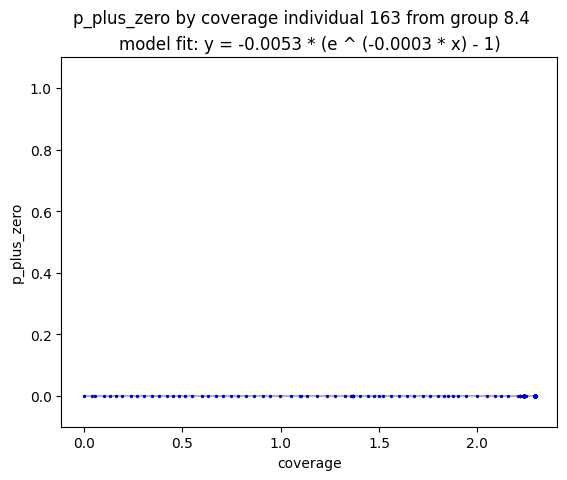 p_plus_zero by coverage individual 163 from group 8.4
model fit: y = -0.0053 * (e ^ (-0.0003 * x) - 1)
1.0
0.8
0.6
0.4
0.2
0.0
p_plus_zero
0.0 0.5 1.0 1.5 2.0
coverage